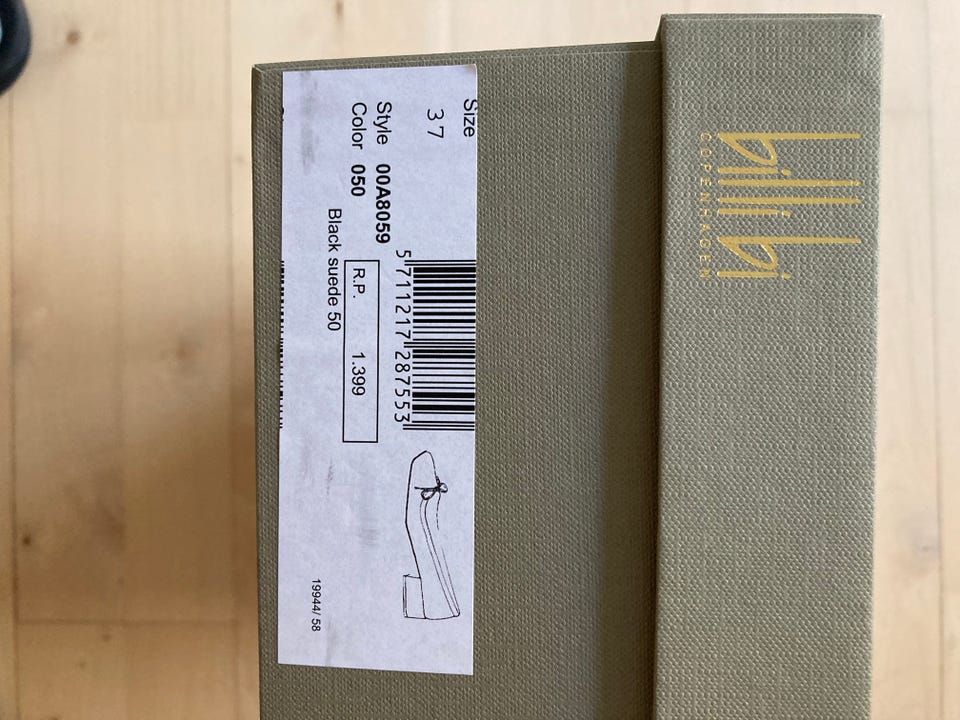 billi bi
COPENHAGEN
Size
37
Style 00A8059
Color 050
Black suede 50
R.P. 1.399
5 711217 287553
19944/ 58